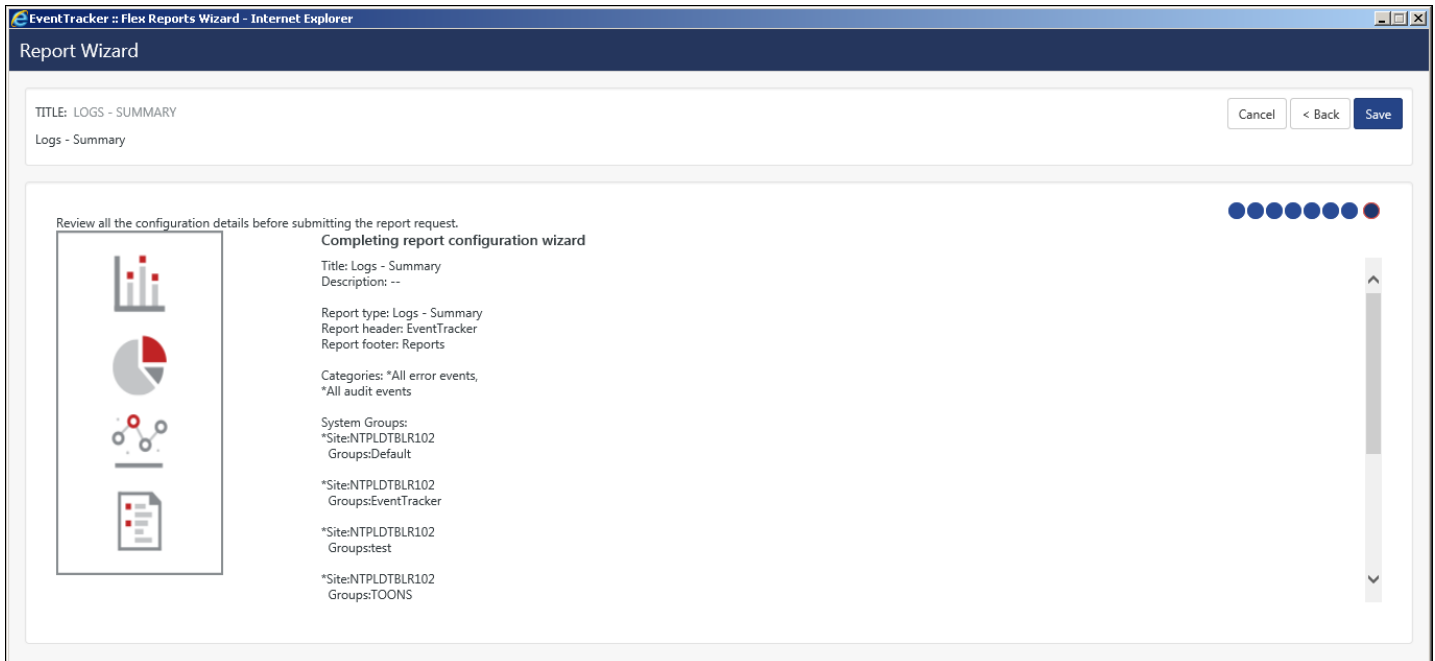 EventTracker :: Flex Reports Wizard - Internet Explorer
Report Wizard
TITLE: LOGS - SUMMARY
Logs - Summary
Cancel
< Back
Save
Review all the configuration details before submitting the report request.
Completing report configuration wizard
Title: Logs - Summary
Description: --
Report type: Logs - Summary
Report header: EventTracker
Report footer: Reports
Categories: *All error events,
*All audit events
System Groups:
*Site:NTPLDTBLR102
Groups:Default
*Site:NTPLDTBLR102
Groups:EventTracker
*Site:NTPLDTBLR102
Groups:test
*Site:NTPLDTBLR102
Groups:TOONS